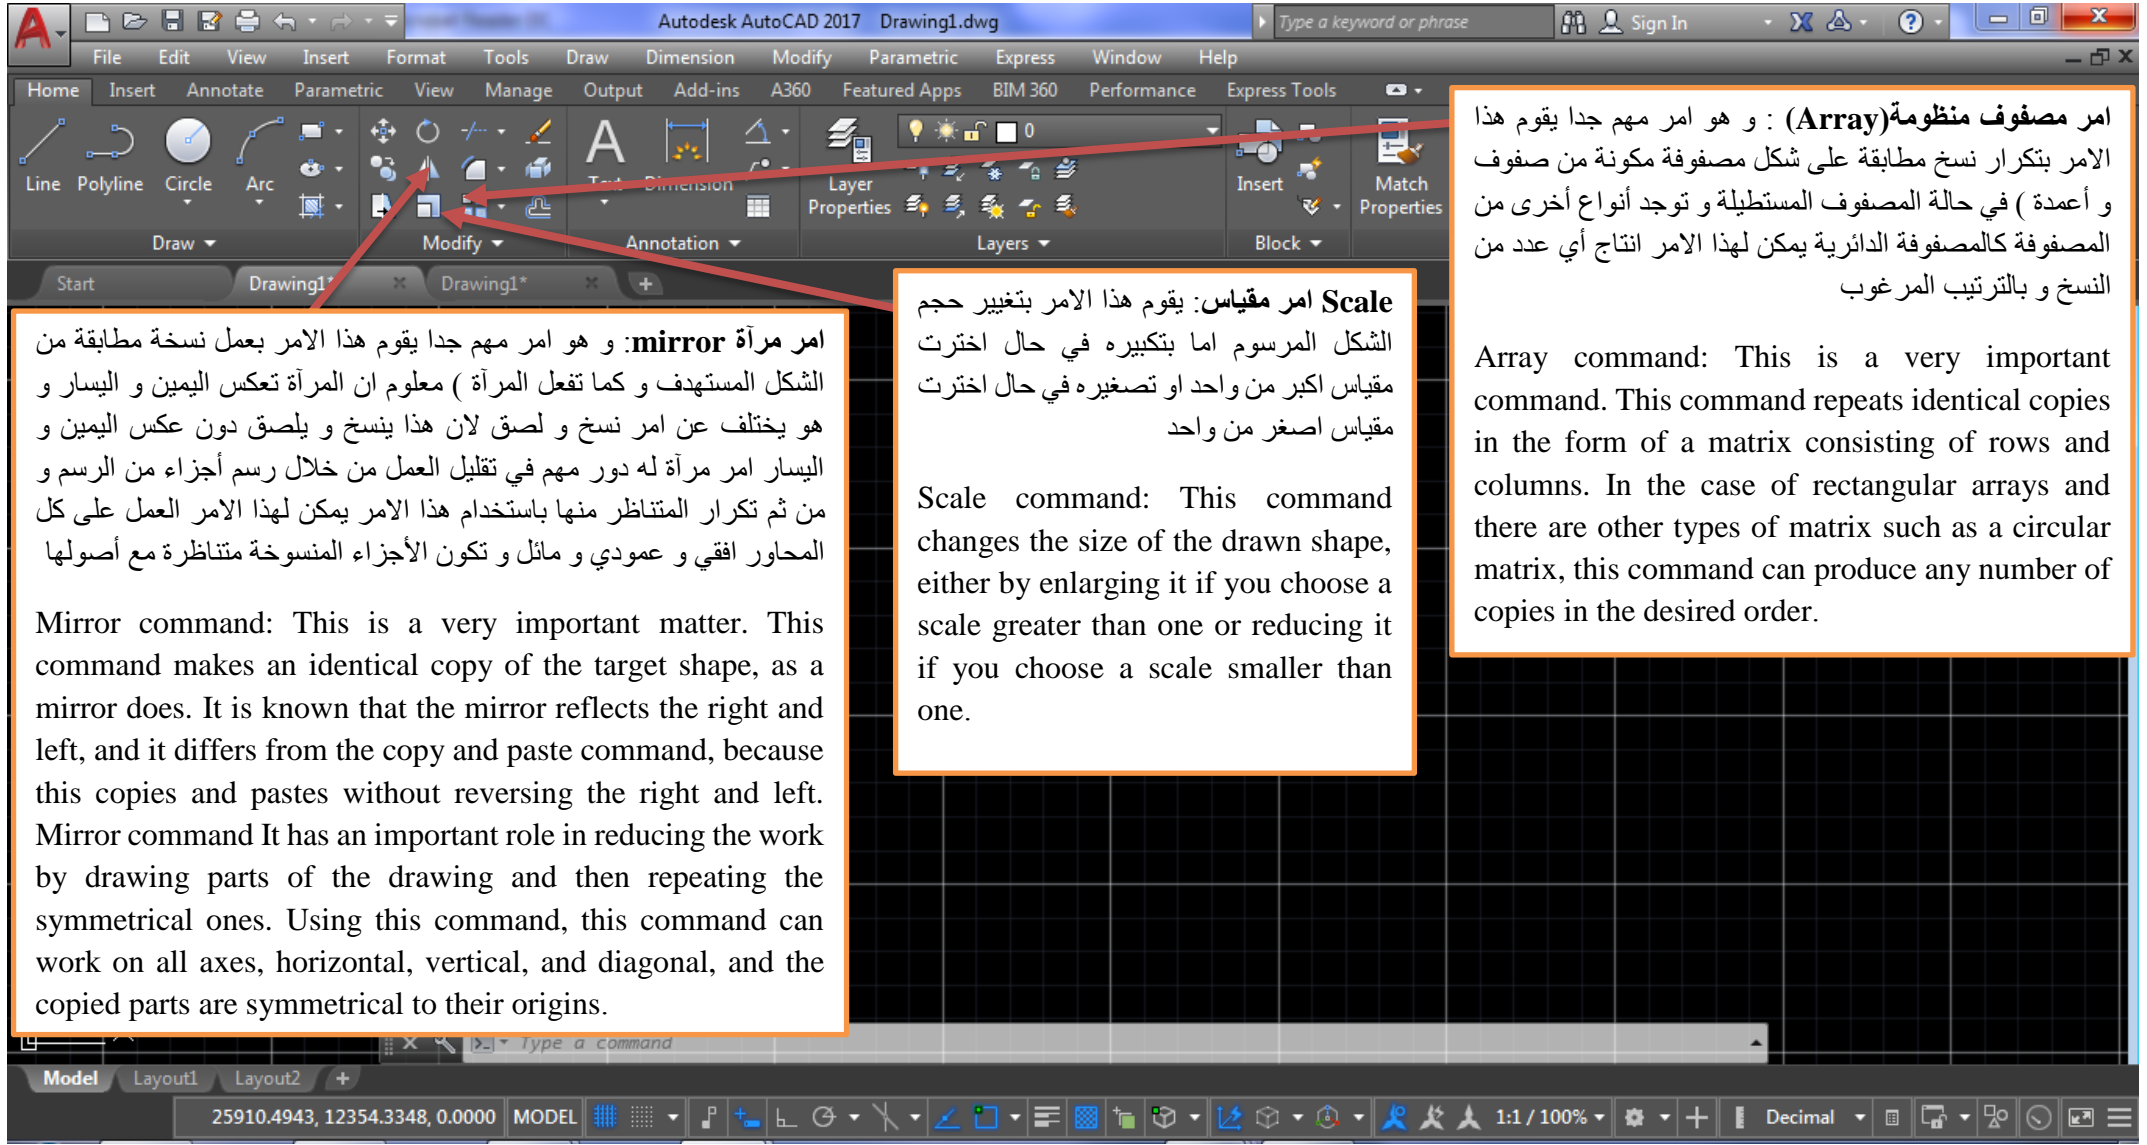 Autodesk AutoCAD 2017 Drawing1.dwg
Type a keyword or phrase
Sign In
File Edit View Insert Format Tools Draw Dimension Modify Parametric Express Window Help
Home Insert Annotate Parametric View Manage Output Add-ins A360 Featured Apps BIM 360 Performance Express Tools
0
Line Polyline Circle Arc
Text Dimension
Layer
Properties
Insert
Match
Properties
Draw Modify Annotation Layers Block
Start Drawing1* Drawing1*
امر مرآة mirror: و هو امر مهم جدا يقوم هذا الامر بعمل نسخة مطابقة من
الشكل المستهدف و كما تفعل المرآة ) معلوم ان المرآة تعكس اليمين و اليسار و
هو يختلف عن امر نسخ و لصق لان هذا ينسخ و يلصق دون عكس اليمين و
اليسار امر مرآة له دور مهم في تقليل العمل من خلال رسم أجزاء من الرسم و
من ثم تكرار المتناظر منها باستخدام هذا الامر يمكن لهذا الامر العمل على كل
المحاور افقي و عمودي و مائل و تكون الأجزاء المنسوخة متناظرة مع أصولها
Mirror command: This is a very important matter. This
command makes an identical copy of the target shape, as a
mirror does. It is known that the mirror reflects the right and
left, and it differs from the copy and paste command, because
this copies and pastes without reversing the right and left.
Mirror command It has an important role in reducing the work
by drawing parts of the drawing and then repeating the
symmetrical ones. Using this command, this command can
work on all axes, horizontal, vertical, and diagonal, and the
copied parts are symmetrical to their origins.
Scale امر مقياس: يقوم هذا الامر بتغيير حجم
الشكل المرسوم اما بتكبيره في حال اخترت
مقياس اكبر من واحد او تصغيره في حال اخترت
مقياس اصغر من واحد
Scale command: This command
changes the size of the drawn shape,
either by enlarging it if you choose a
scale greater than one or reducing it
if you choose a scale smaller than
one.
امر مصفوف منظومة(Array) : و هو امر مهم جدا يقوم هذا
الامر بتكرار نسخ مطابقة على شكل مصفوفة مكونة من صفوف
و أعمدة ) في حالة المصفوف المستطيلة و توجد أنواع أخرى من
المصفوفة كالمصفوفة الدائرية يمكن لهذا الامر انتاج أي عدد من
النسخ و بالترتيب المرغوب
Array command: This is a very important
command. This command repeats identical copies
in the form of a matrix consisting of rows and
columns. In the case of rectangular arrays and
there are other types of matrix such as a circular
matrix, this command can produce any number of
copies in the desired order.
Type a command
Model Layout1 Layout2
25910.4943, 12354.3348, 0.0000 MODEL 1:1 / 100% Decimal